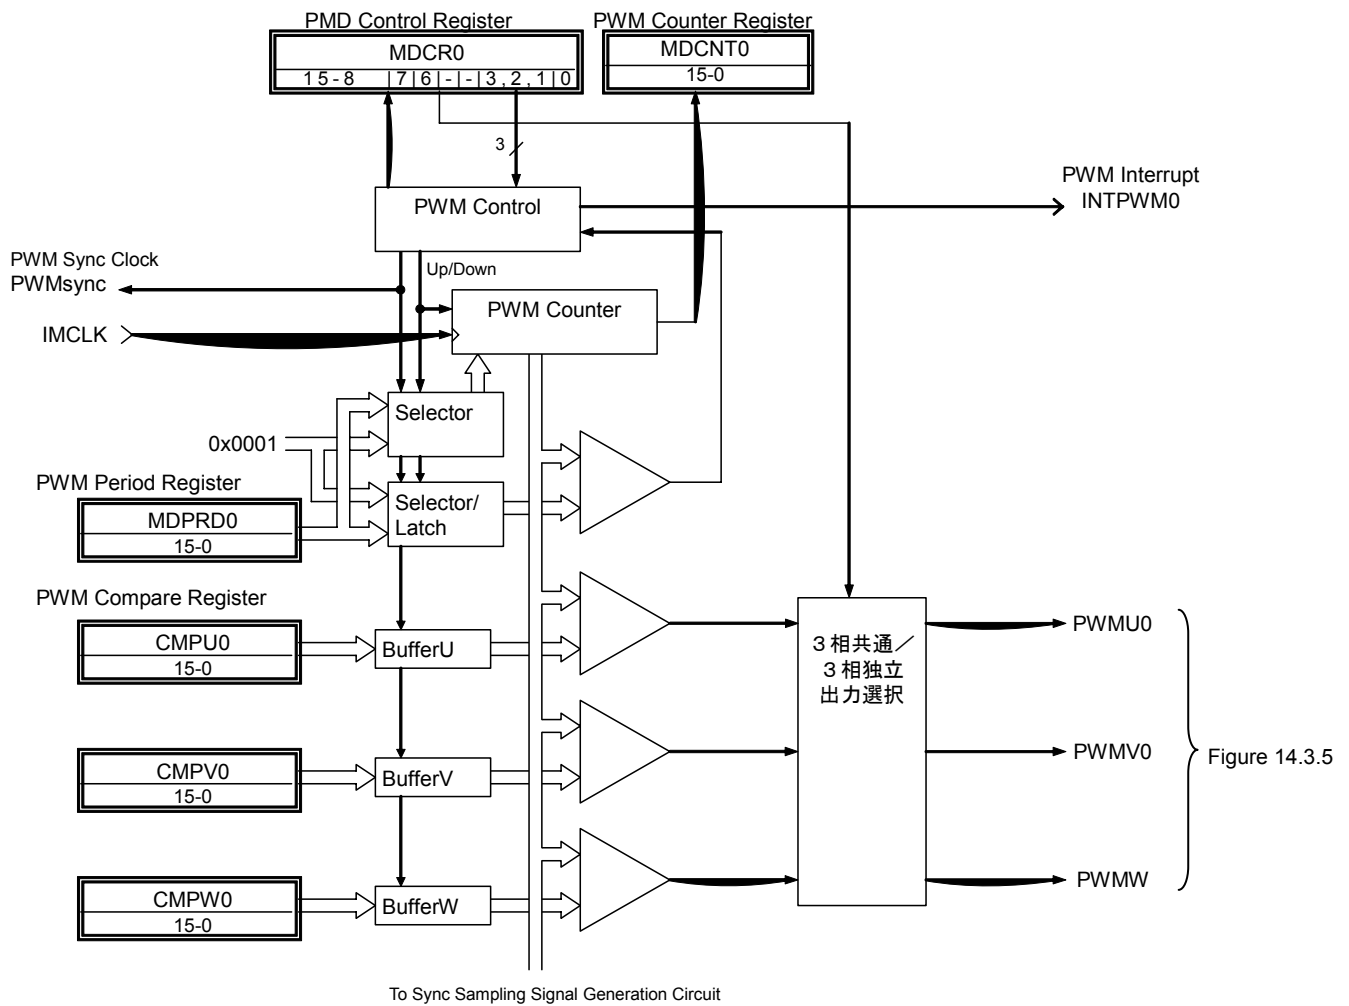 PMD Control Register
PWM Counter Register
MDCR0
15-8 |7|6|-|-|3,2,1|0
MDCNT0
15-0
3
PWM Control
PWM Interrupt
INTPWM0
PWM Sync Clock
PWMsync
Up/Down
PWM Counter
IMCLK
Selector
0x0001
PWM Period Register
MDPRD0
15-0
Selector/
Latch
PWM Compare Register
CMPU0
15-0
BufferU
3相共通／
3相独立
出力選択
PWMU0
CMPV0
15-0
BufferV
PWMV0
Figure 14.3.5
CMPW0
15-0
BufferW
PWMW
To Sync Sampling Signal Generation Circuit